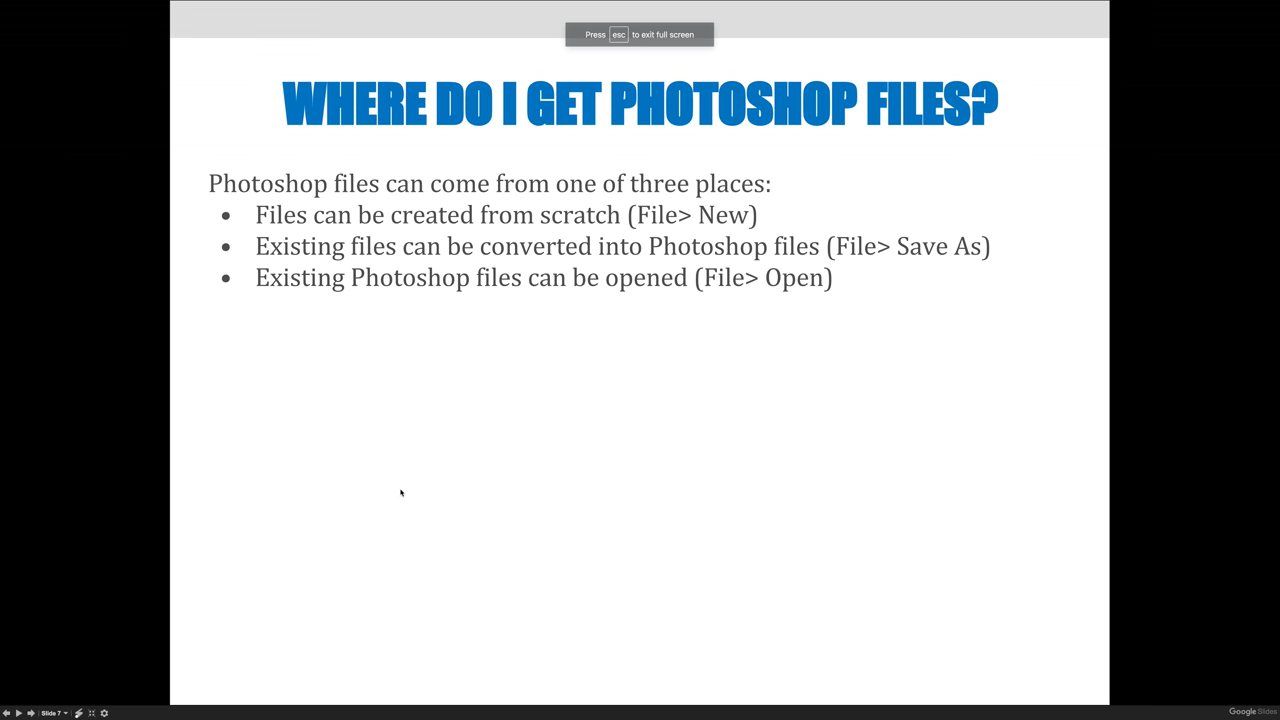 Press esc to exit full screen
WHERE DO I GET PHOTOSHOP FILES?
Photoshop files can come from one of three places:
• Files can be created from scratch (File> New)
• Existing files can be converted into Photoshop files (File> Save As)
• Existing Photoshop files can be opened (File> Open)
Slide 7
Google Slides